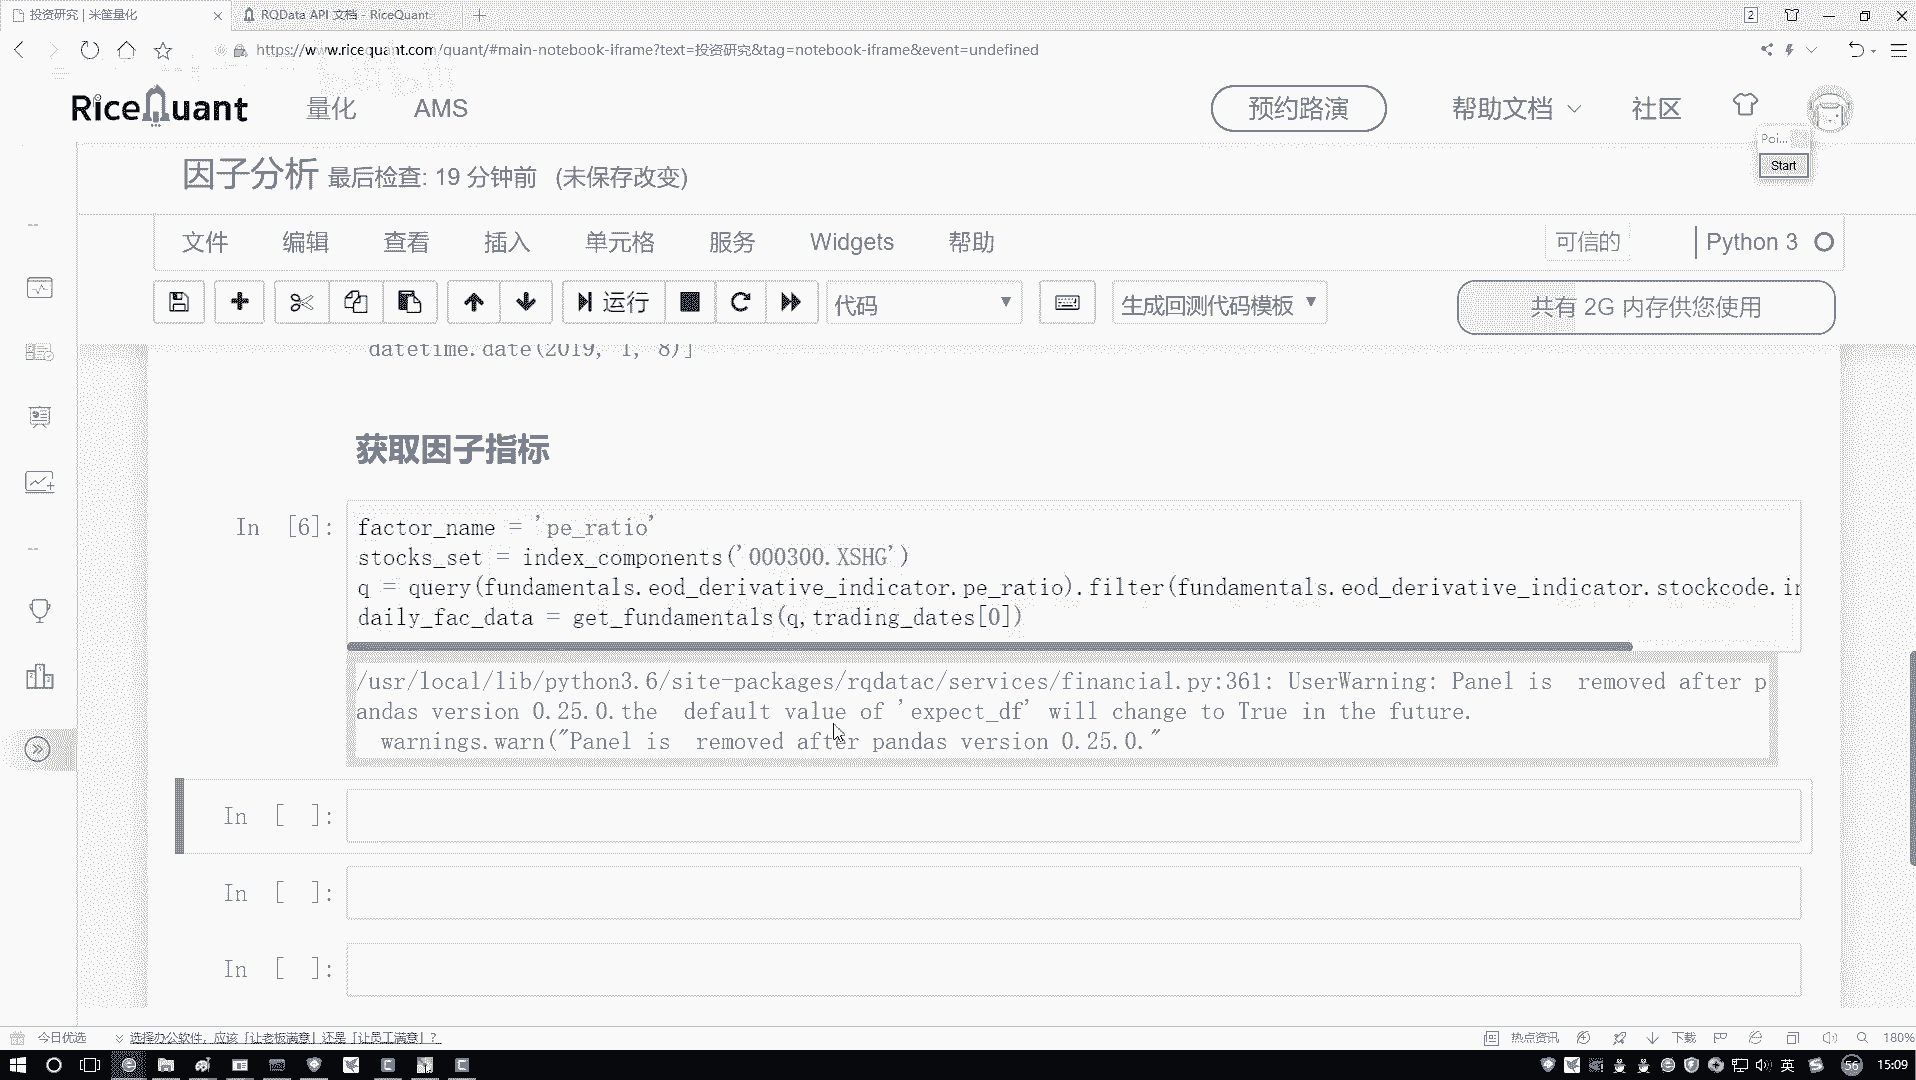 投资研究 | 米筐量化
RQData API 文档 - RiceQuant
2
https://www.ricequant.com/quant/#main-notebook-iframe?text=投资研究&tag=notebook-iframe&event=undefined
RiceQuant
量化
AMS
预约路演
帮助文档
社区
Poi...
Start
因子分析 最后检查: 19 分钟前 (未保存改变)
文件 编辑 查看 插入 单元格 服务 Widgets 帮助
可信的
Python 3
运行
代码
生成回测代码模板
共有 2G 内存供您使用
datetime.date(2019, 1, 8)]
获取因子指标
In [6]:
factor_name = 'pe_ratio'
stocks_set = index_components('000300.XSHG')
q = query(fundamentals.eod_derivative_indicator.pe_ratio).filter(fundamentals.eod_derivative_indicator.stockcode.in
daily_fac_data = get_fundamentals(q,trading_dates[0])
/usr/local/lib/python3.6/site-packages/rqdatac/services/financial.py:361: UserWarning: Panel is  removed after p
andas version 0.25.0.the  default value of 'expect_df' will change to True in the future.
warnings.warn("Panel is  removed after pandas version 0.25.0."
In [ ]:
In [ ]:
In [ ]:
今日优选
选择办公软件，应该「让老板满意」还是「让员工满意」？
热点资讯
下载
180%
英
56
15:09